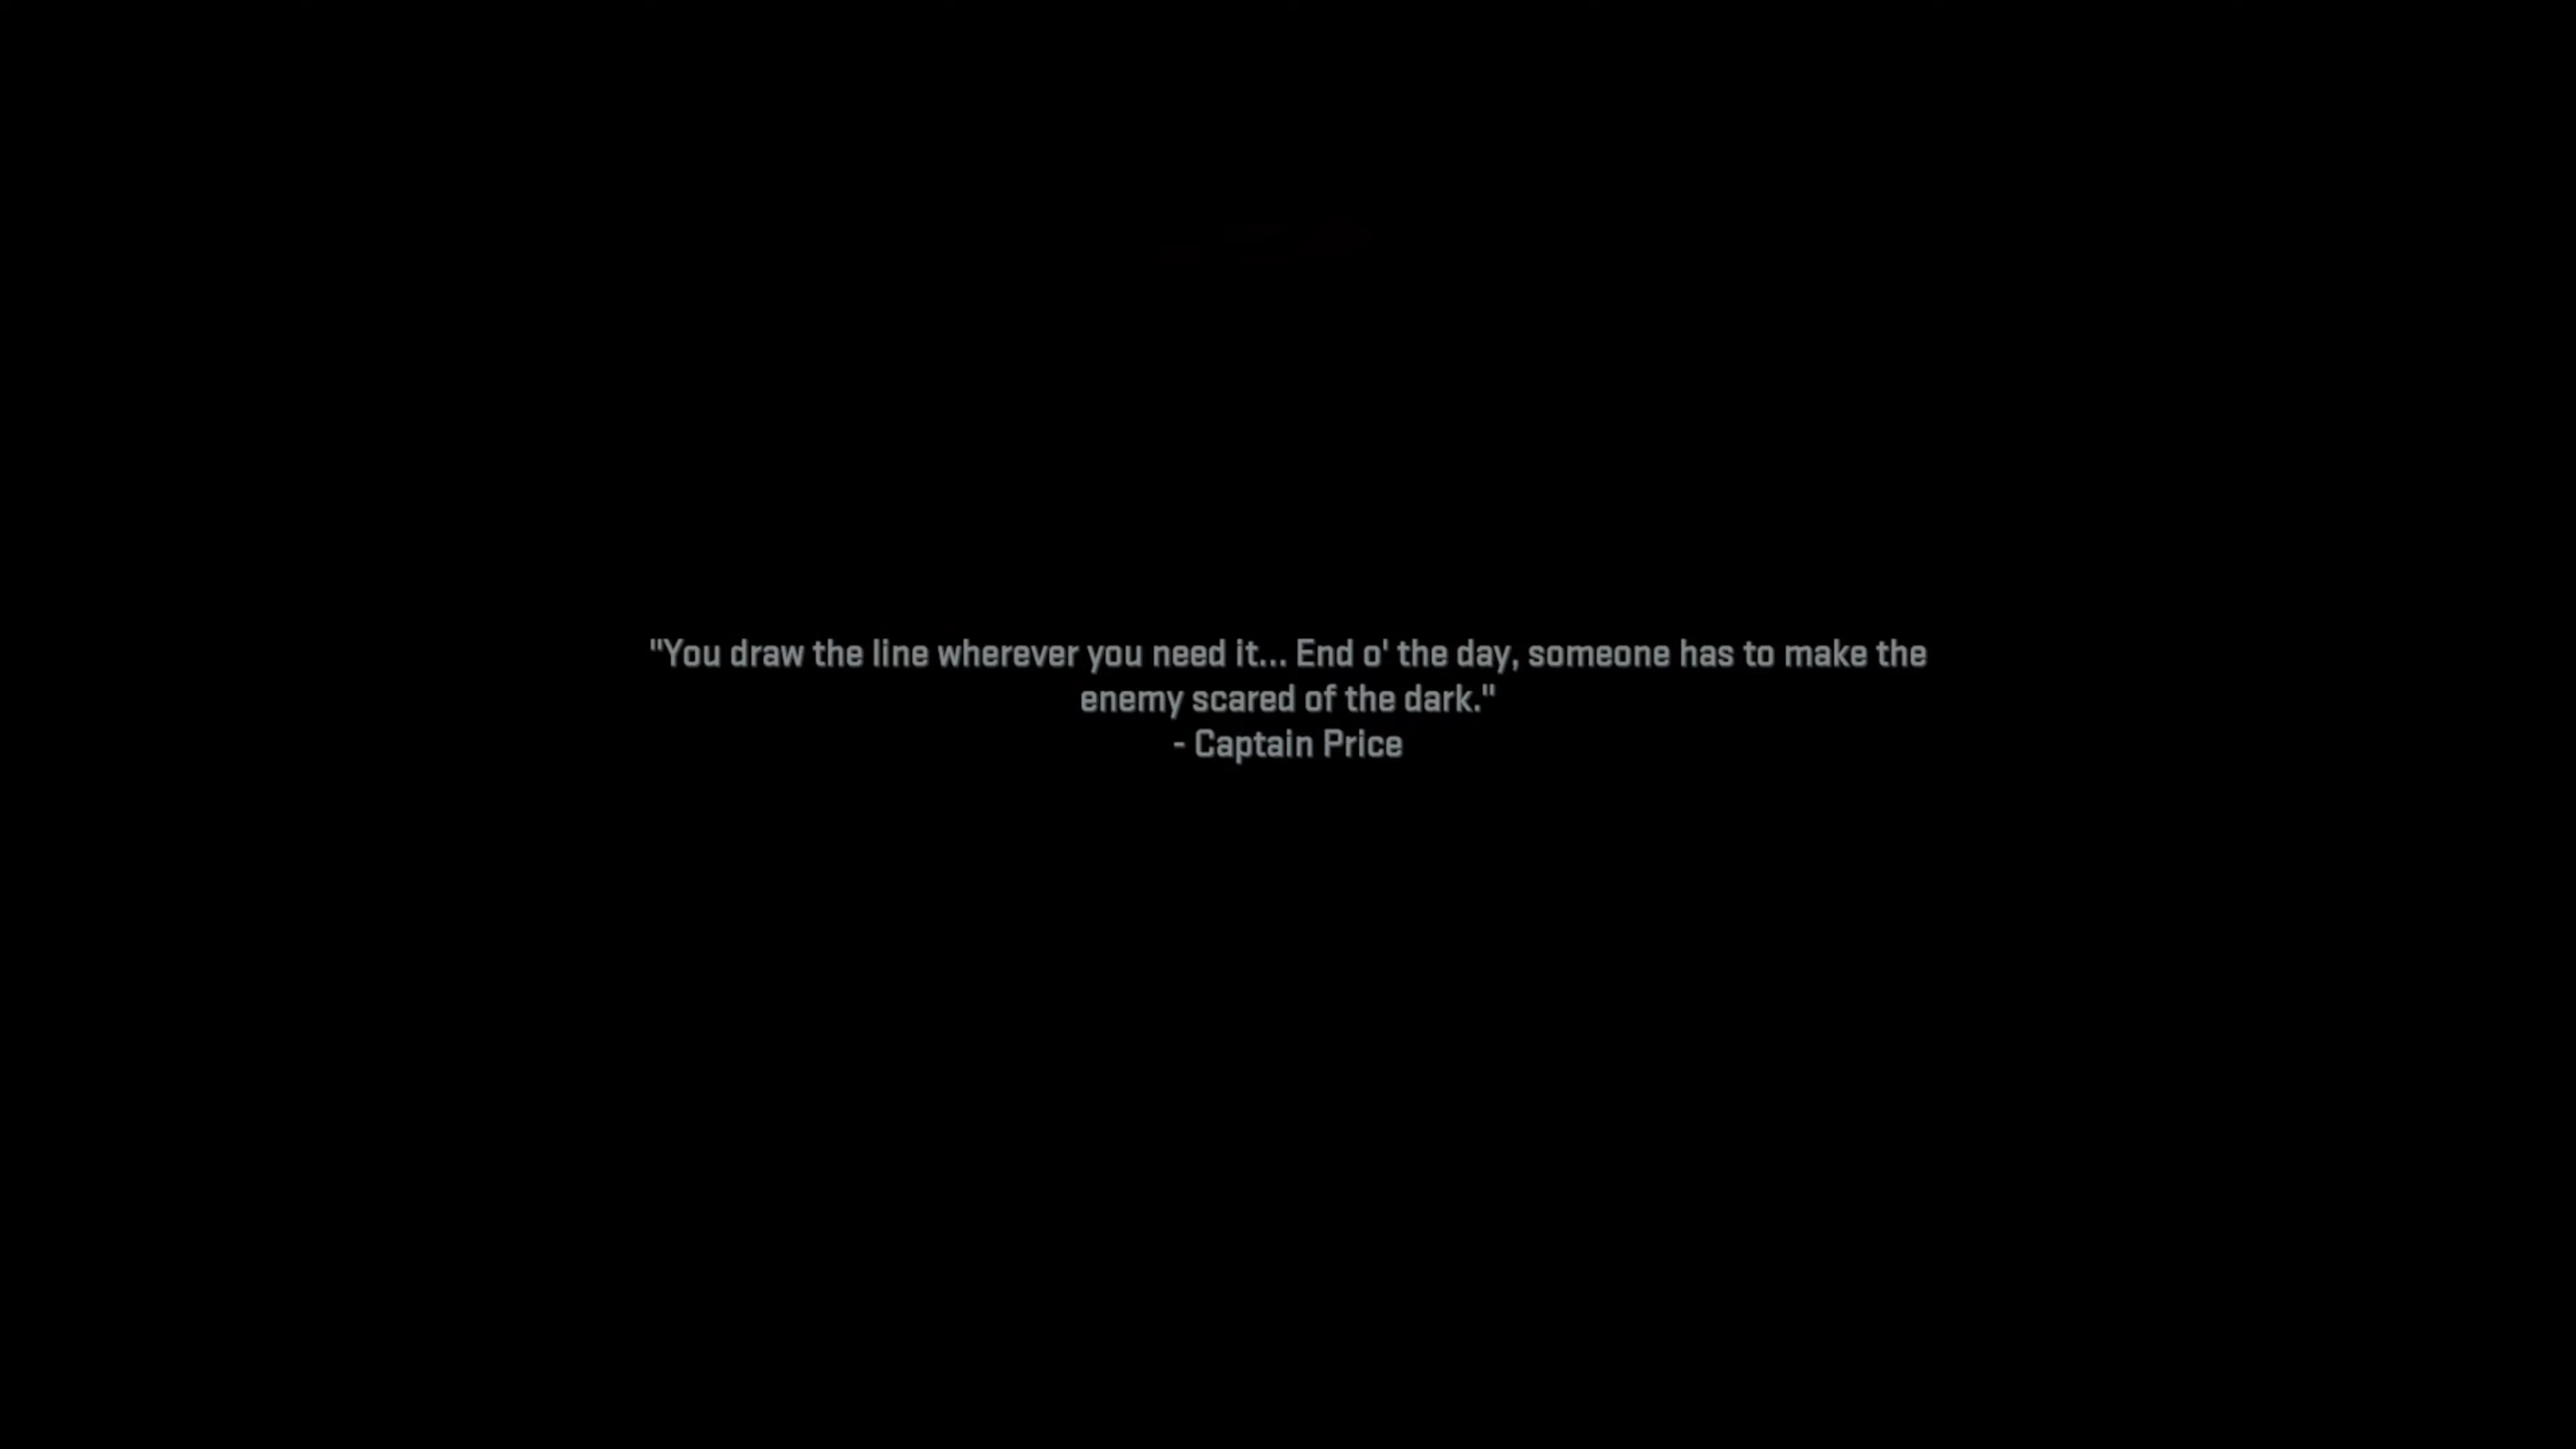 "You draw the line wherever you need it... End o' the day, someone has to make the
enemy scared of the dark."
- Captain Price